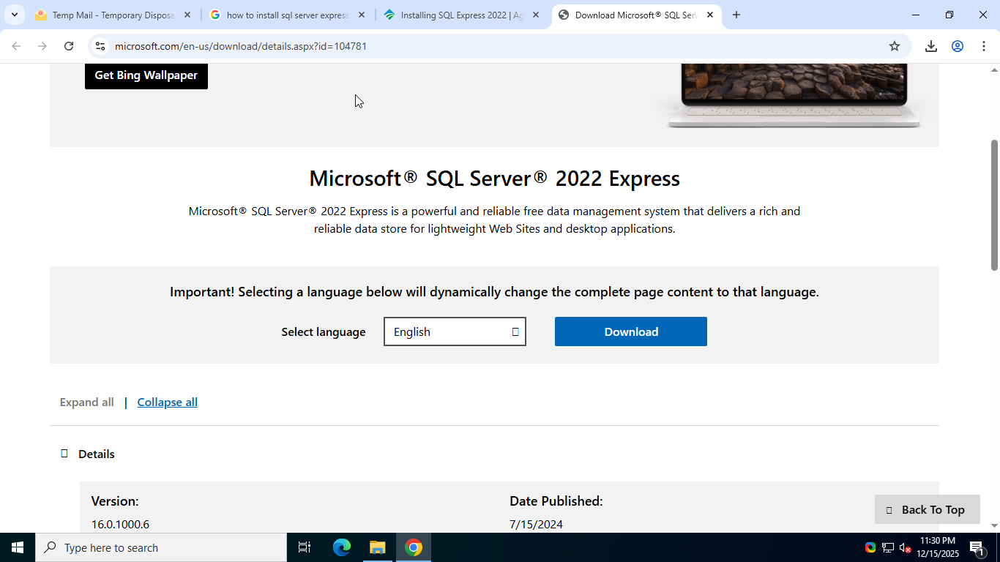 Temp Mail - Temporary Disposa
how to install sql server express
Installing SQL Express 2022 | Ag
Download Microsoft® SQL Serv
microsoft.com/en-us/download/details.aspx?id=104781
Get Bing Wallpaper
Microsoft® SQL Server® 2022 Express
Microsoft® SQL Server® 2022 Express is a powerful and reliable free data management system that delivers a rich and
reliable data store for lightweight Web Sites and desktop applications.
Important! Selecting a language below will dynamically change the complete page content to that language.
Select language
English
Download
Expand all | Collapse all
Details
Version:
Date Published:
16.0.1000.6
7/15/2024
Back To Top
Type here to search
11:30 PM
12/15/2025
1